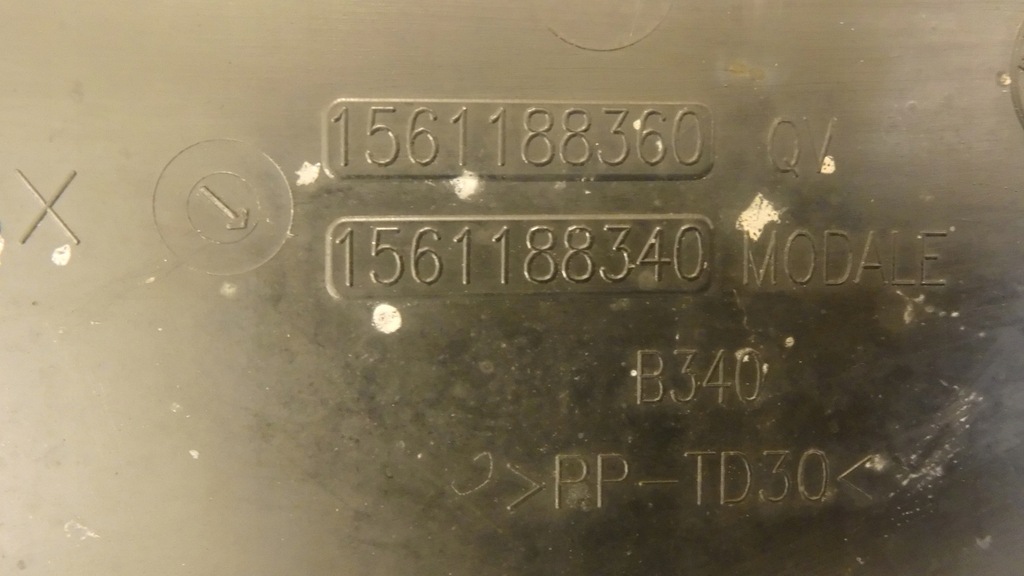 1561188360 QV
X
1561188340 MODALE
B340
>PP-TD30<